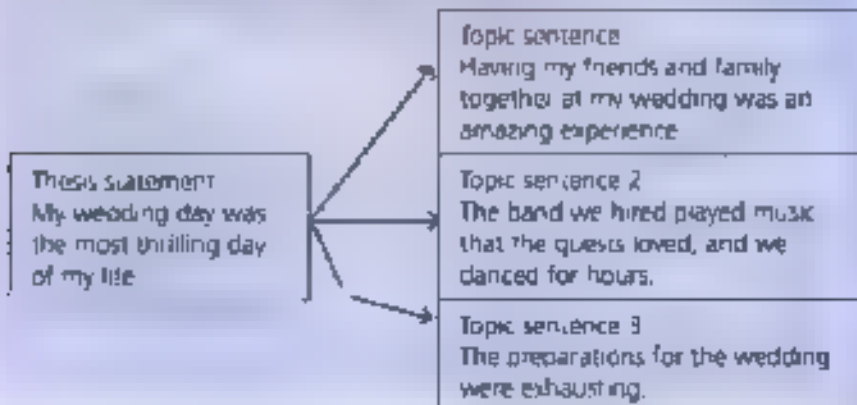 Thesis statement
My wedding day was
the most thrilling day
of my life
Topic sentence
Having my friends and family
together at my wedding was an
amazing experience
Topic sentence 2
The band we hired played music
that the guests loved, and we
danced for hours.
Topic sentence 3
The preparations for the wedding
were exhausting.